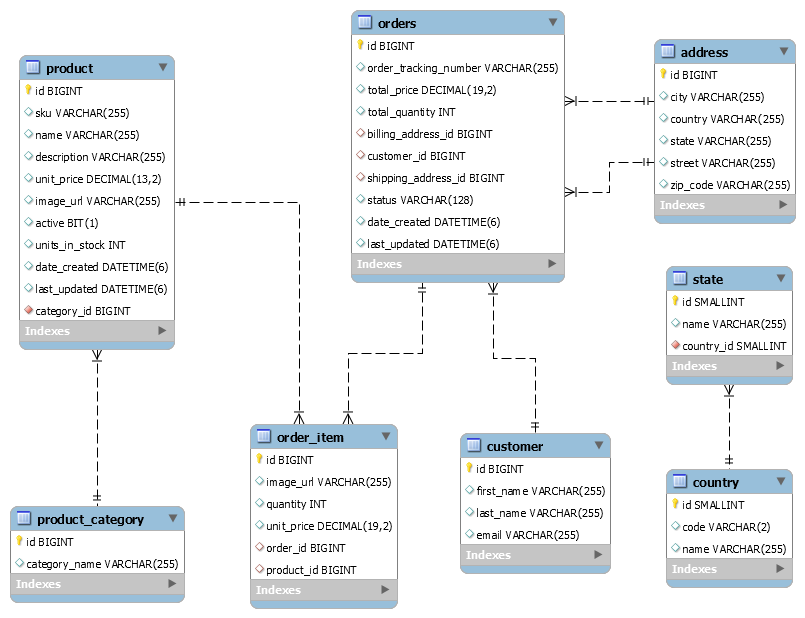 product
id BIGINT
sku VARCHAR(255)
name VARCHAR(255)
description VARCHAR(255)
unit_price DECIMAL(13,2)
image_url VARCHAR(255)
active BIT(1)
units_in_stock INT
date_created DATETIME(6)
last_updated DATETIME(6)
category_id BIGINT
Indexes
product_category
id BIGINT
category_name VARCHAR(255)
Indexes
orders
id BIGINT
order_tracking_number VARCHAR(255)
total_price DECIMAL(19,2)
total_quantity INT
billing_address_id BIGINT
customer_id BIGINT
shipping_address_id BIGINT
status VARCHAR(128)
date_created DATETIME(6)
last_updated DATETIME(6)
Indexes
order_item
id BIGINT
image_url VARCHAR(255)
quantity INT
unit_price DECIMAL(19,2)
order_id BIGINT
product_id BIGINT
Indexes
customer
id BIGINT
first_name VARCHAR(255)
last_name VARCHAR(255)
email VARCHAR(255)
Indexes
address
id BIGINT
city VARCHAR(255)
country VARCHAR(255)
state VARCHAR(255)
street VARCHAR(255)
zip_code VARCHAR(255)
Indexes
state
id SMALLINT
name VARCHAR(255)
country_id SMALLINT
Indexes
country
id SMALLINT
code VARCHAR(2)
name VARCHAR(255)
Indexes